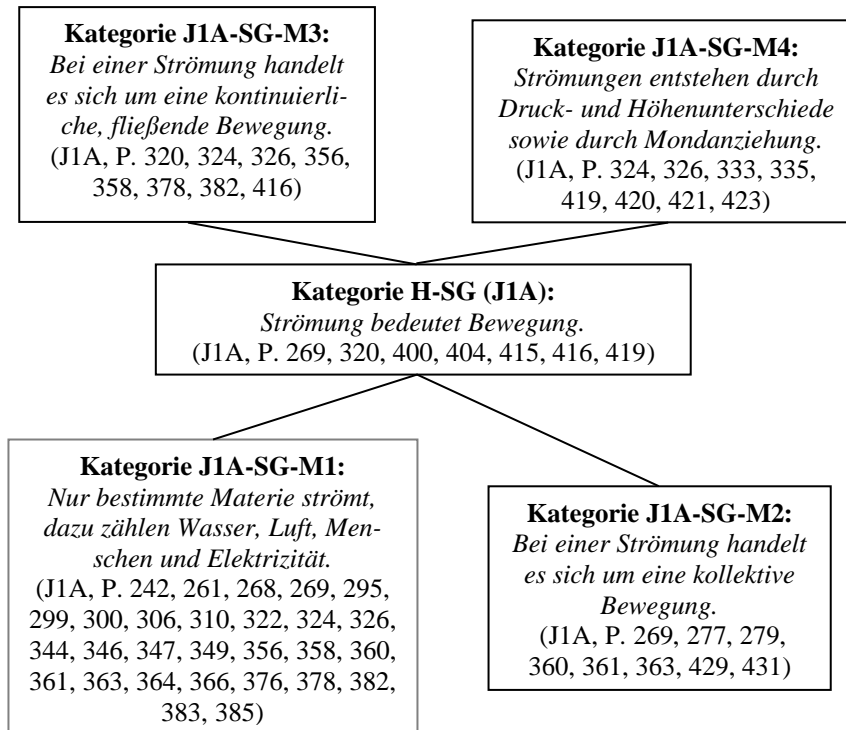 Kategorie J1A-SG-M3:
Bei einer Strömung handelt
es sich um eine kontinuierli-
che, fließende Bewegung.
(J1A, P. 320, 324, 326, 356,
358, 378, 382, 416)
Kategorie J1A-SG-M4:
Strömungen entstehen durch
Druck- und Höhenunterschiede
sowie durch Mondanziehung.
(J1A, P. 324, 326, 333, 335,
419, 420, 421, 423)
Kategorie H-SG (J1A):
Strömung bedeutet Bewegung.
(J1A, P. 269, 320, 400, 404, 415, 416, 419)
Kategorie J1A-SG-M1:
Nur bestimmte Materie strömt,
dazu zählen Wasser, Luft, Men-
schen und Elektrizität.
(J1A, P. 242, 261, 268, 269, 295,
299, 300, 306, 310, 322, 324, 326,
344, 346, 347, 349, 356, 358, 360,
361, 363, 364, 366, 376, 378, 382,
383, 385)
Kategorie J1A-SG-M2:
Bei einer Strömung handelt
es sich um eine kollektive
Bewegung.
(J1A, P. 269, 277, 279,
360, 361, 363, 429, 431)